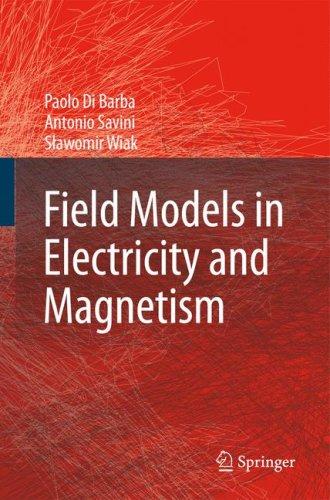 Paolo Di Barba
Antonio Savini
Sławomir Wiak
Field Models in
Electricity and
Magnetism
Springer